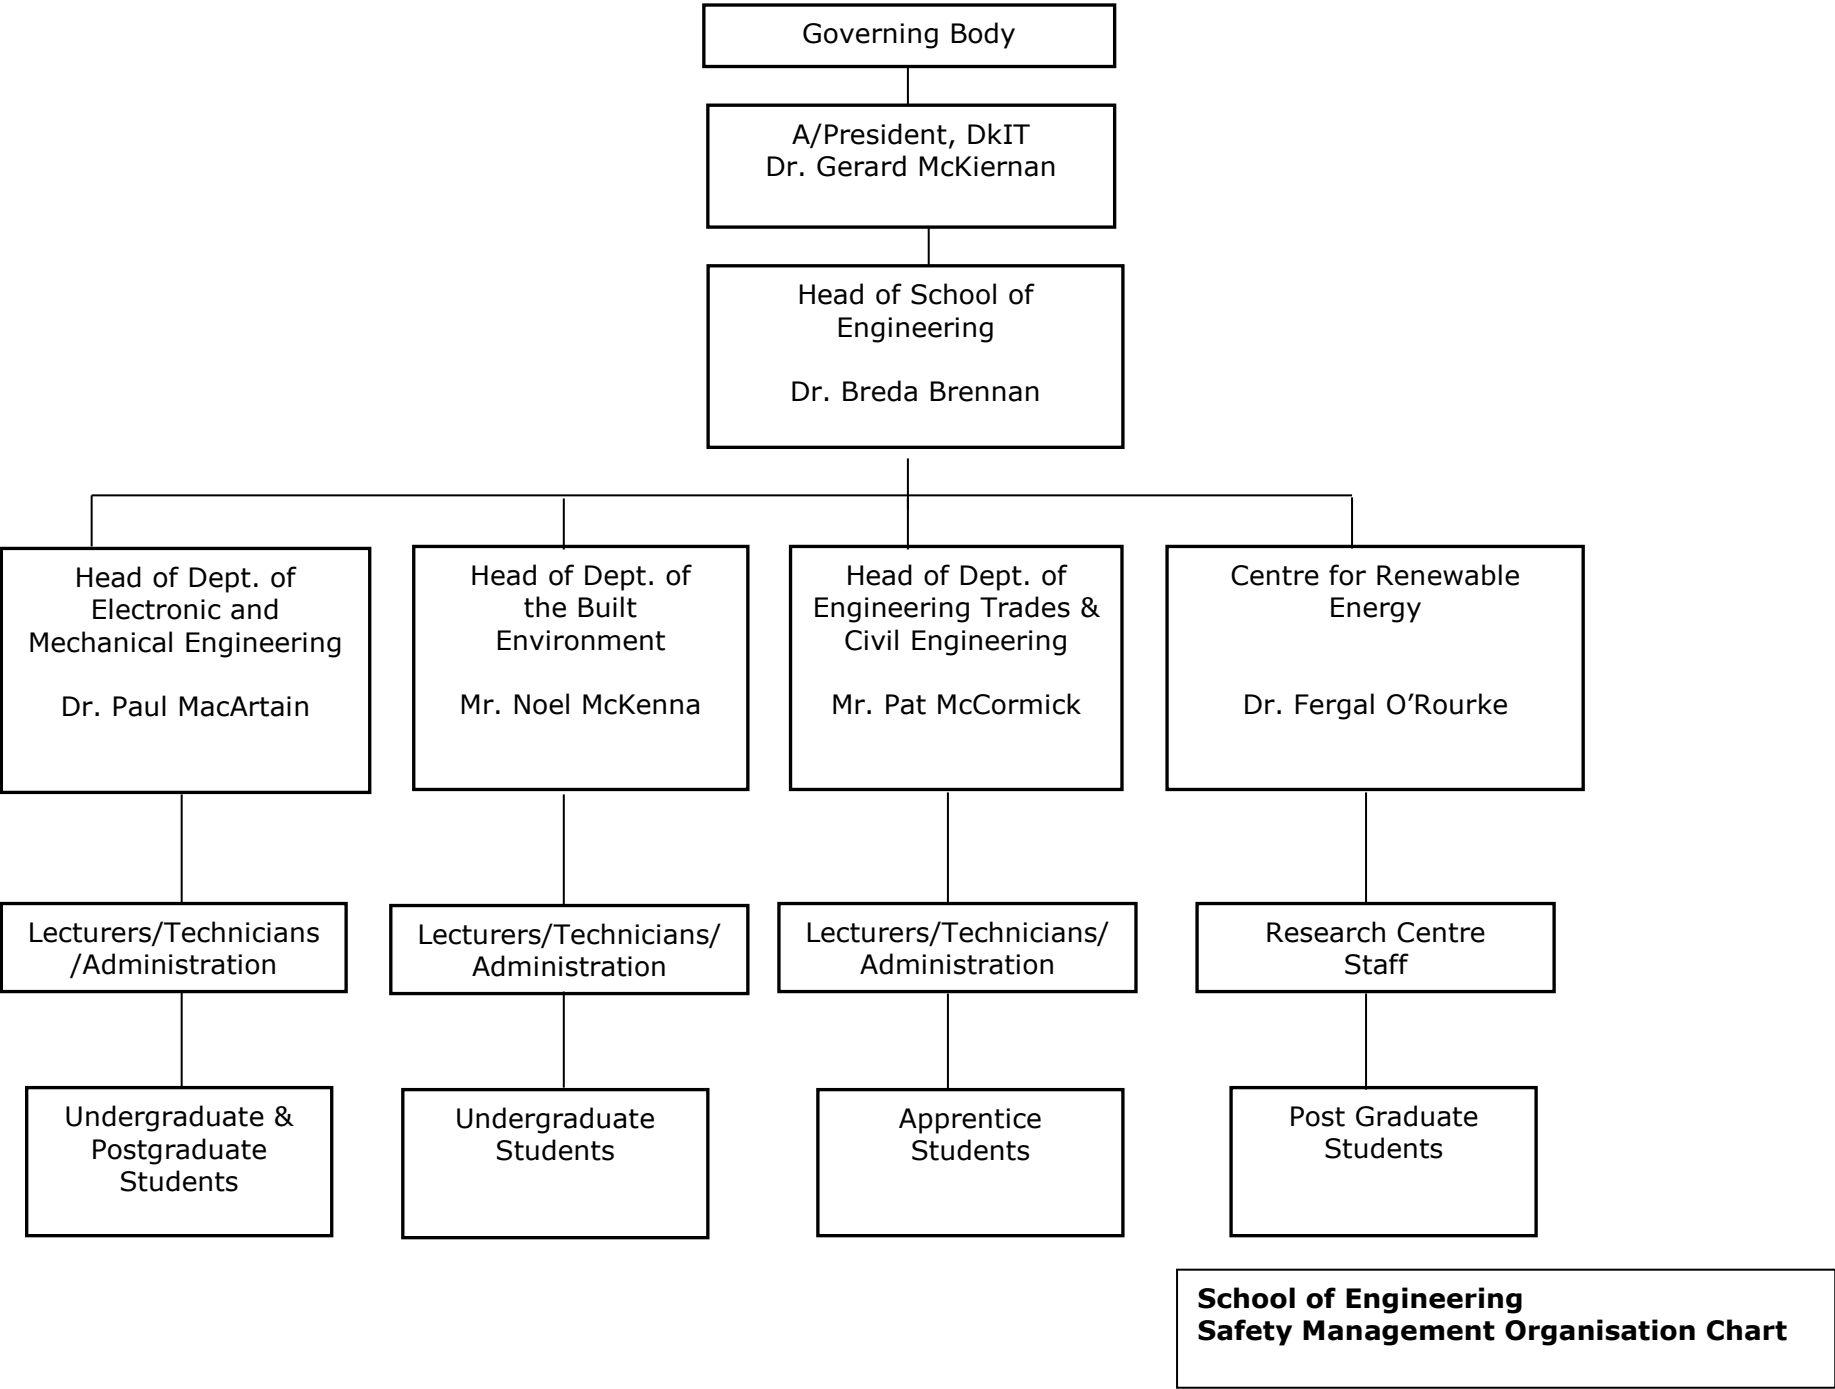 Governing Body
A/President, DkIT
Dr. Gerard McKiernan
Head of School of
Engineering
Dr. Breda Brennan
Head of Dept. of
Electronic and
Mechanical Engineering
Dr. Paul MacArtain
Head of Dept. of
the Built
Environment
Mr. Noel McKenna
Head of Dept. of
Engineering Trades &
Civil Engineering
Mr. Pat McCormick
Centre for Renewable
Energy
Dr. Fergal O’Rourke
Lecturers/Technicians
/Administration
Lecturers/Technicians/
Administration
Lecturers/Technicians/
Administration
Research Centre
Staff
Undergraduate &
Postgraduate
Students
Undergraduate
Students
Apprentice
Students
Post Graduate
Students
School of Engineering
Safety Management Organisation Chart